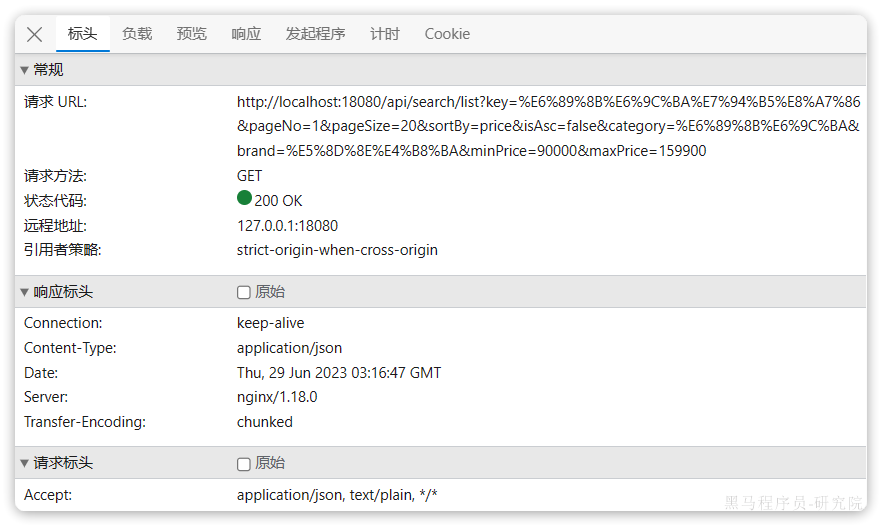 标头 负载 预览 响应 发起程序 计时 Cookie
常规
请求 URL: http://localhost:18080/api/search/list?key=%E6%89%8B%E6%9C%BA%E7%94%B5%E8%A7%86
&pageNo=1&pageSize=20&sortBy=price&isAsc=false&category=%E6%89%8B%E6%9C%BA&
brand=%E5%8D%8E%E4%B8%BA&minPrice=90000&maxPrice=159900
请求方法: GET
状态代码: 200 OK
远程地址: 127.0.0.1:18080
引用者策略: strict-origin-when-cross-origin
响应标头 原始
Connection: keep-alive
Content-Type: application/json
Date: Thu, 29 Jun 2023 03:16:47 GMT
Server: nginx/1.18.0
Transfer-Encoding: chunked
请求标头 原始
Accept: application/json, text/plain, */*
黑马程序员-研究院